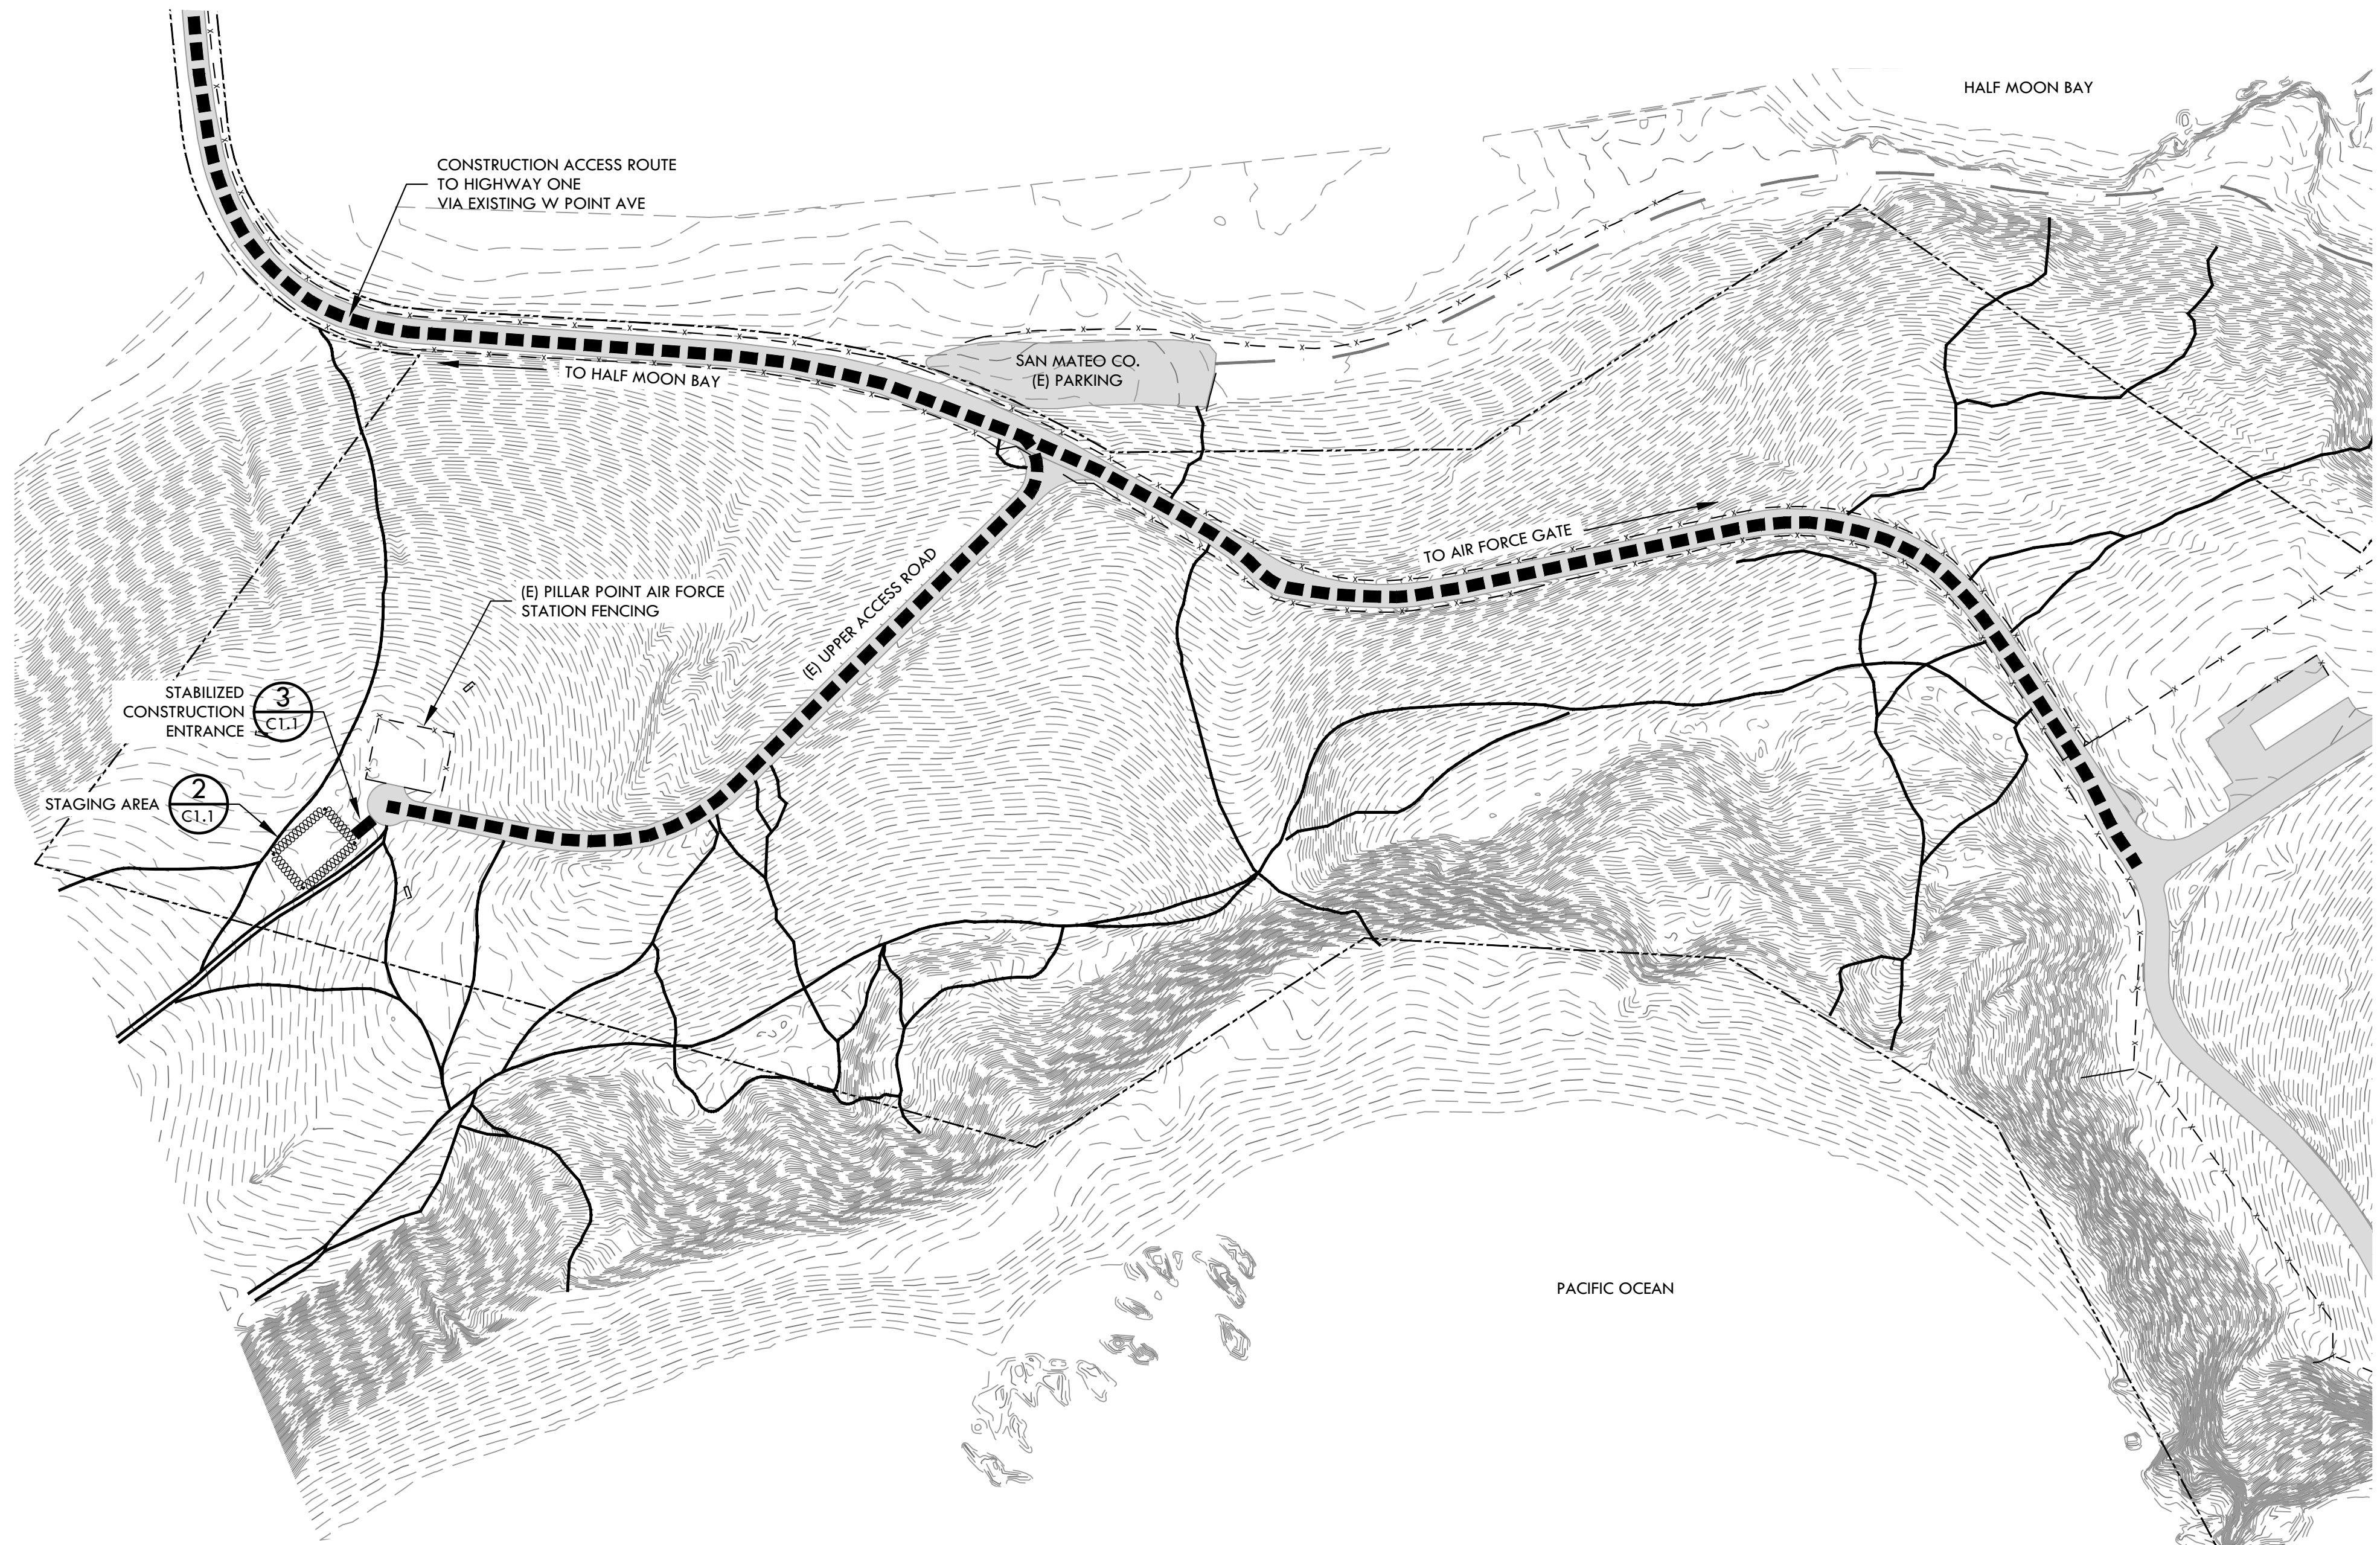 HALF MOON BAY
CONSTRUCTION ACCESS ROUTE
TO HIGHWAY ONE
VIA EXISTING W POINT AVE
SAN MATEO CO.
(E) PARKING
TO HALF MOON BAY
TO AIR FORCE GATE
(E) UPPER ACCESS ROAD
(E) PILLAR POINT AIR FORCE
STATION FENCING
STABILIZED
CONSTRUCTION
ENTRANCE
3
C1.1
STAGING AREA
2
C1.1
PACIFIC OCEAN